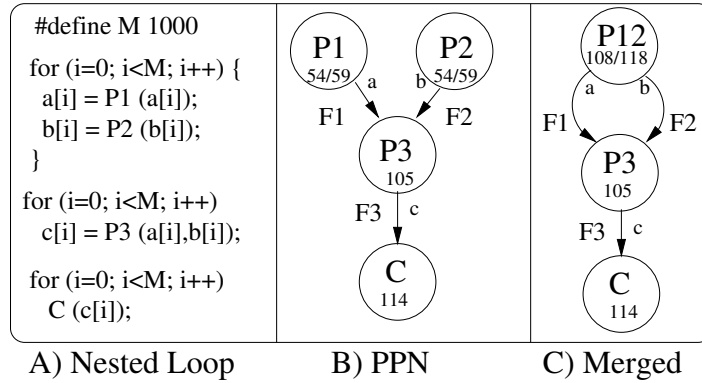 #define M 1000
for (i=0; i<M; i++) {
a[i] = P1 (a[i]);
b[i] = P2 (b[i]);
}
for (i=0; i<M; i++)
c[i] = P3 (a[i],b[i]);
for (i=0; i<M; i++)
C (c[i]);
A) Nested Loop
P1
54/59
P2
54/59
a
b
F1
F2
P3
105
F3
c
C
114
B) PPN
P12
108/118
a
b
F1
F2
P3
105
F3
c
C
114
C) Merged